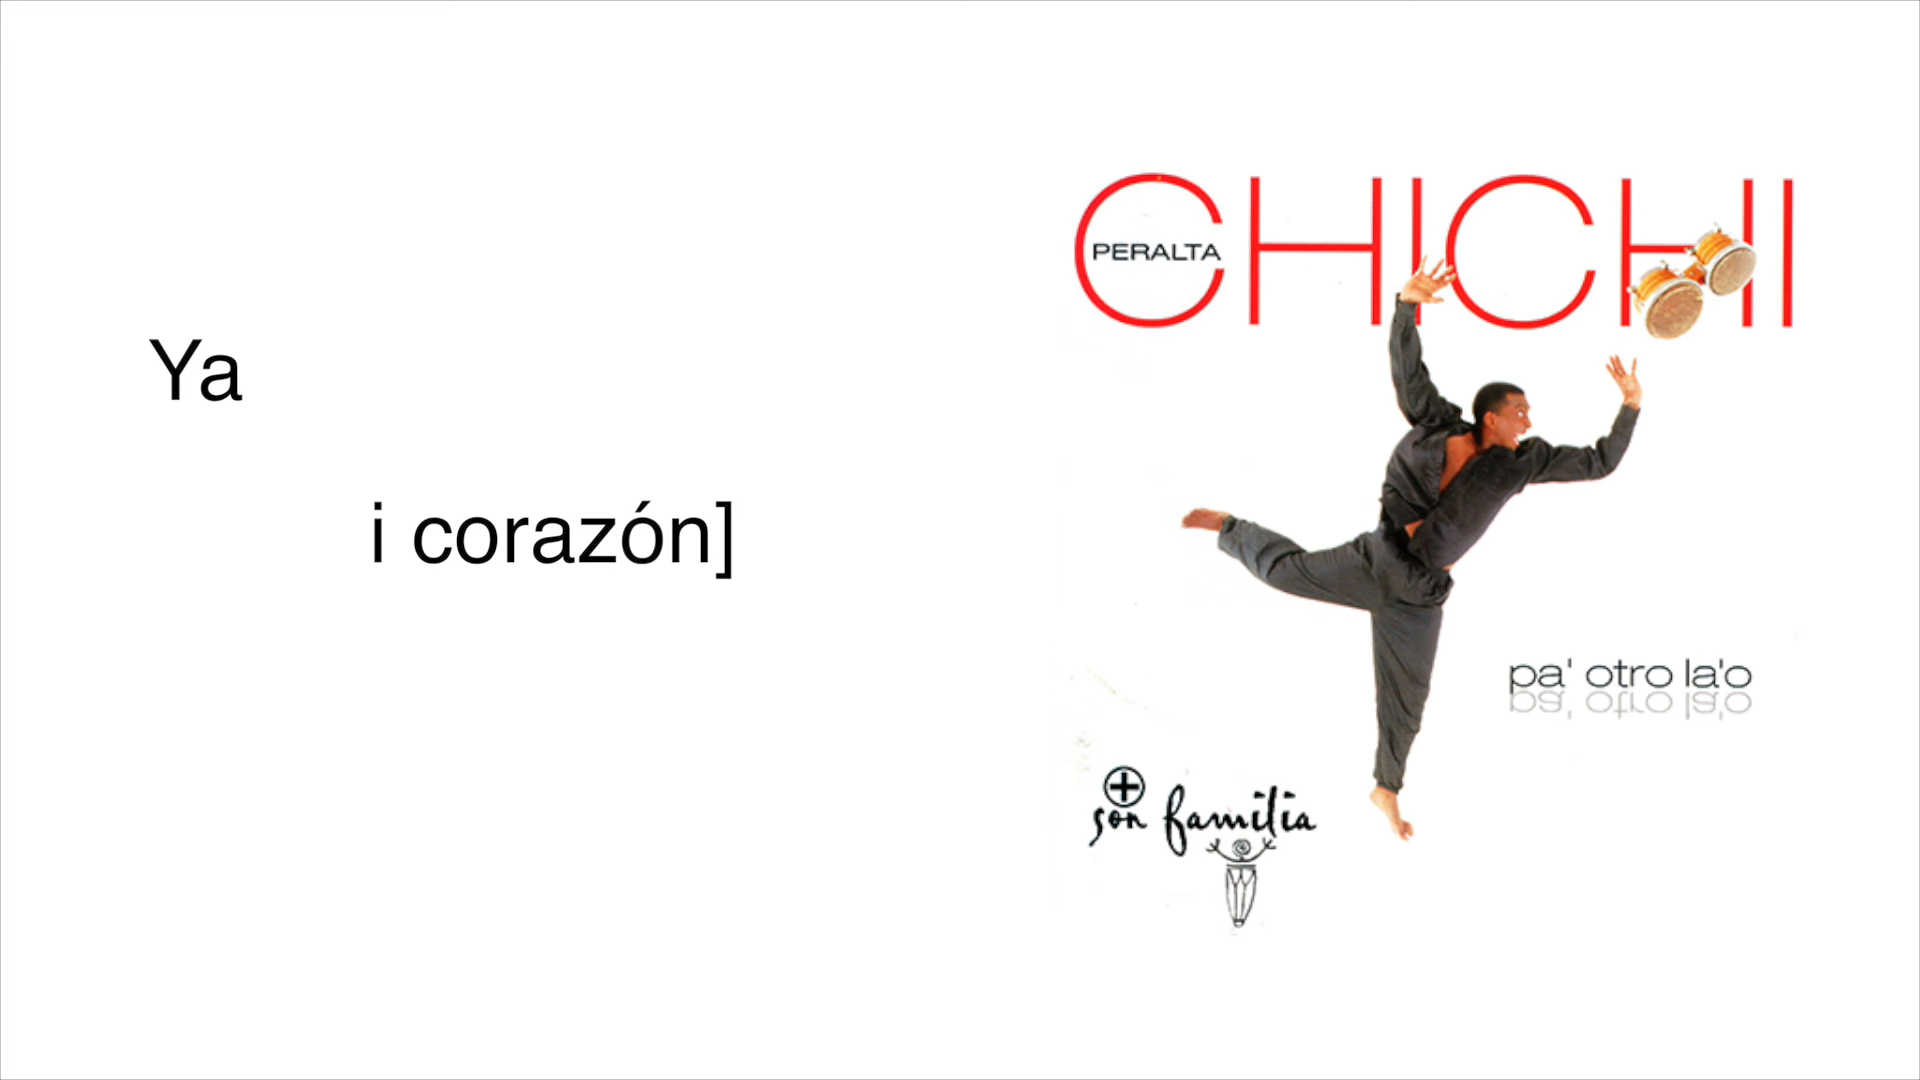 Ya
i corazón]
CHICHI
PERALTA
pa' otro la'o
son familia